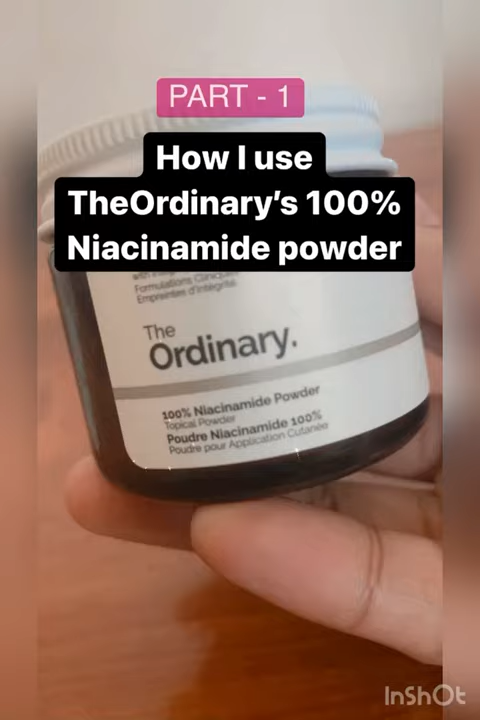 PART - 1
How I use
TheOrdinary's 100%
Niacinamide powder
Formulations Cliniques
Empreintes d'Intégrité.
The
Ordinary.
100% Niacinamide Powder
Topical Powder
Poudre Niacinamide 100%
Poudre pour Application Cutanée
InShOt